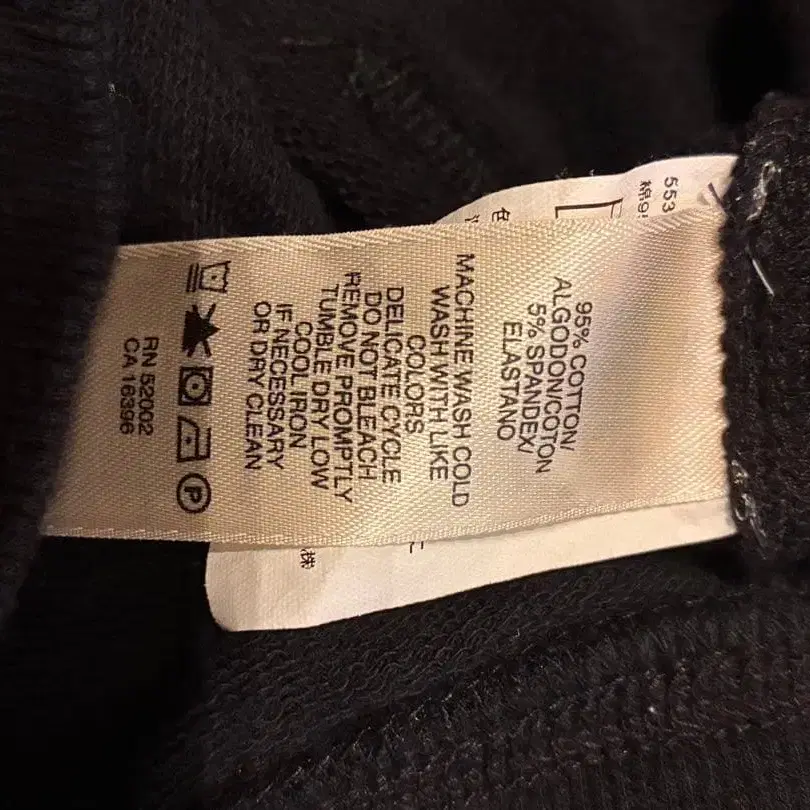 95% COTTON/
ALGODON/COTON
5% SPANDEX/
ELASTANO
MACHINE WASH COLD
WASH WITH LIKE
COLORS
DELICATE CYCLE
DO NOT BLEACH
REMOVE PROMPTLY
TUMBLE DRY LOW
COOL IRON
IF NECESSARY
OR DRY CLEAN
P
RN 52002
CA 16396
553